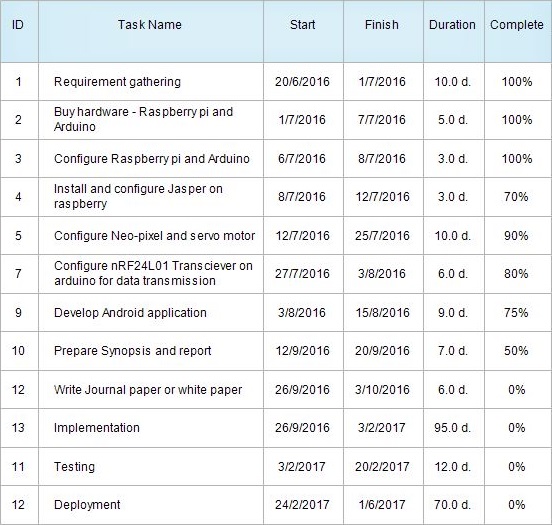 ID Task Name Start Finish Duration Complete
1 Requirement gathering 20/6/2016 1/7/2016 10.0 d. 100%
2 Buy hardware - Raspberry pi and
Arduino 1/7/2016 7/7/2016 5.0 d. 100%
3 Configure Raspberry pi and Arduino 6/7/2016 8/7/2016 3.0 d. 100%
4 Install and configure Jasper on
raspberry 8/7/2016 12/7/2016 3.0 d. 70%
5 Configure Neo-pixel and servo motor 12/7/2016 25/7/2016 10.0 d. 90%
7 Configure nRF24L01 Transciever on
arduino for data transmission 27/7/2016 3/8/2016 6.0 d. 80%
9 Develop Android application 3/8/2016 15/8/2016 9.0 d. 75%
10 Prepare Synopsis and report 12/9/2016 20/9/2016 7.0 d. 50%
12 Write Journal paper or white paper 26/9/2016 3/10/2016 6.0 d. 0%
13 Implementation 26/9/2016 3/2/2017 95.0 d. 0%
11 Testing 3/2/2017 20/2/2017 12.0 d. 0%
12 Deployment 24/2/2017 1/6/2017 70.0 d. 0%